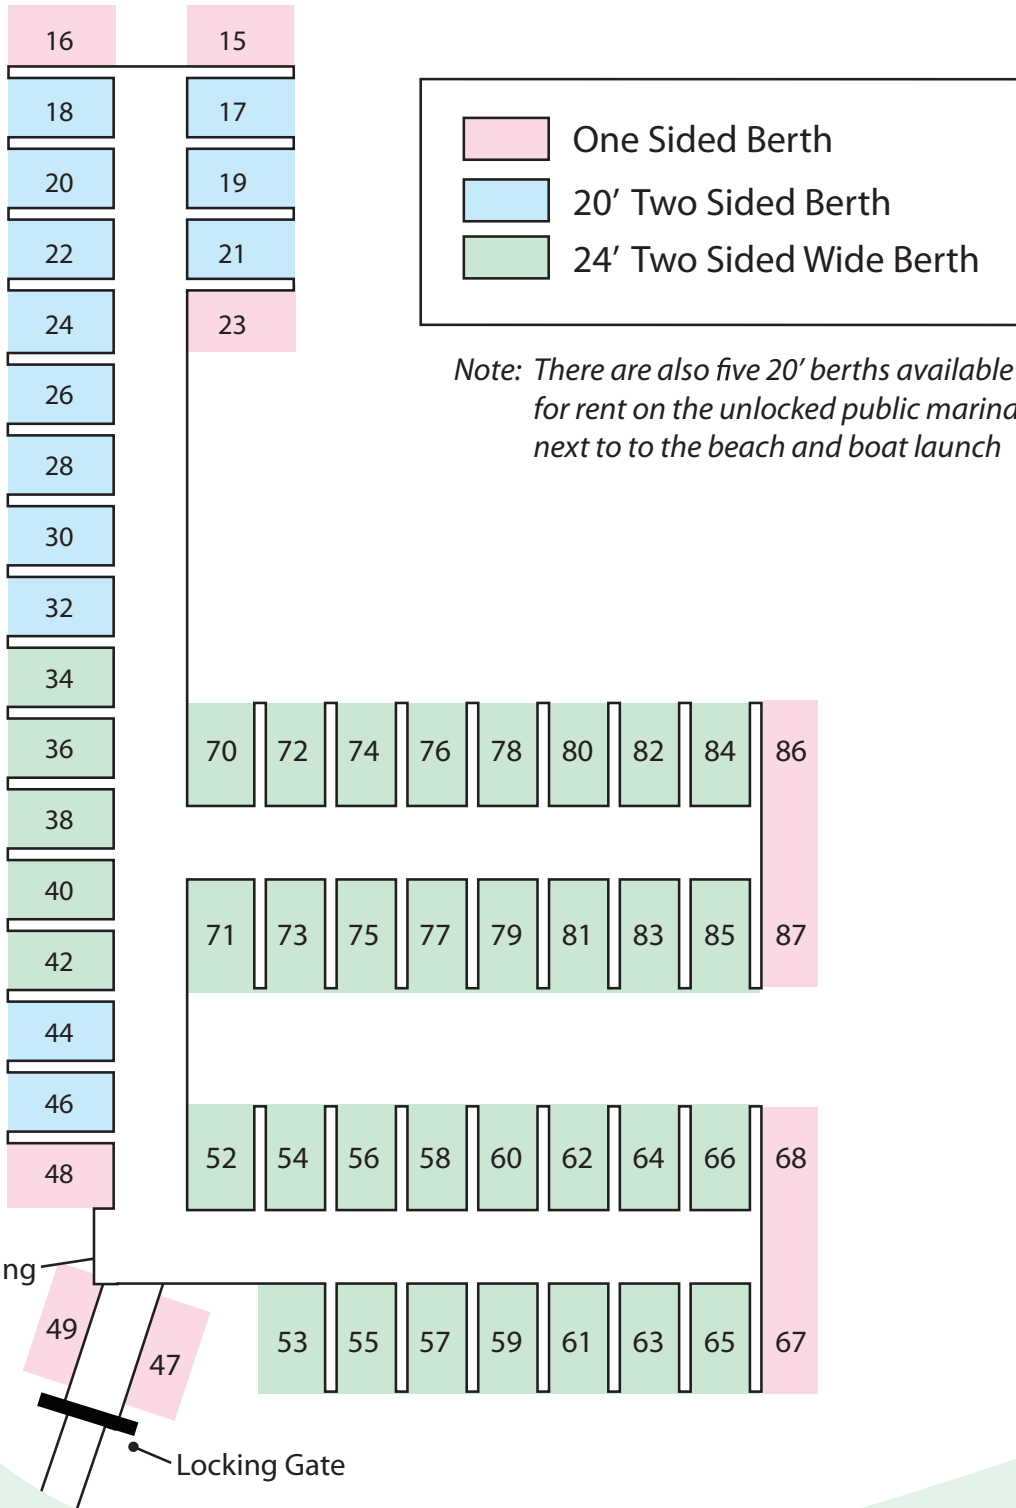 16 15
18 17
20 19
22 21
24 23
26
28
30
32
34
36
38
40
42
44
46
48
One Sided Berth
20′ Two Sided Berth
24′ Two Sided Wide Berth
Note: There are also five 20′ berths available
for rent on the unlocked public marina
next to to the beach and boat launch
70 72 74 76 78 80 82 84 86
71 73 75 77 79 81 83 85 87
52 54 56 58 60 62 64 66 68
ng
49 47
53 55 57 59 61 63 65 67
Locking Gate